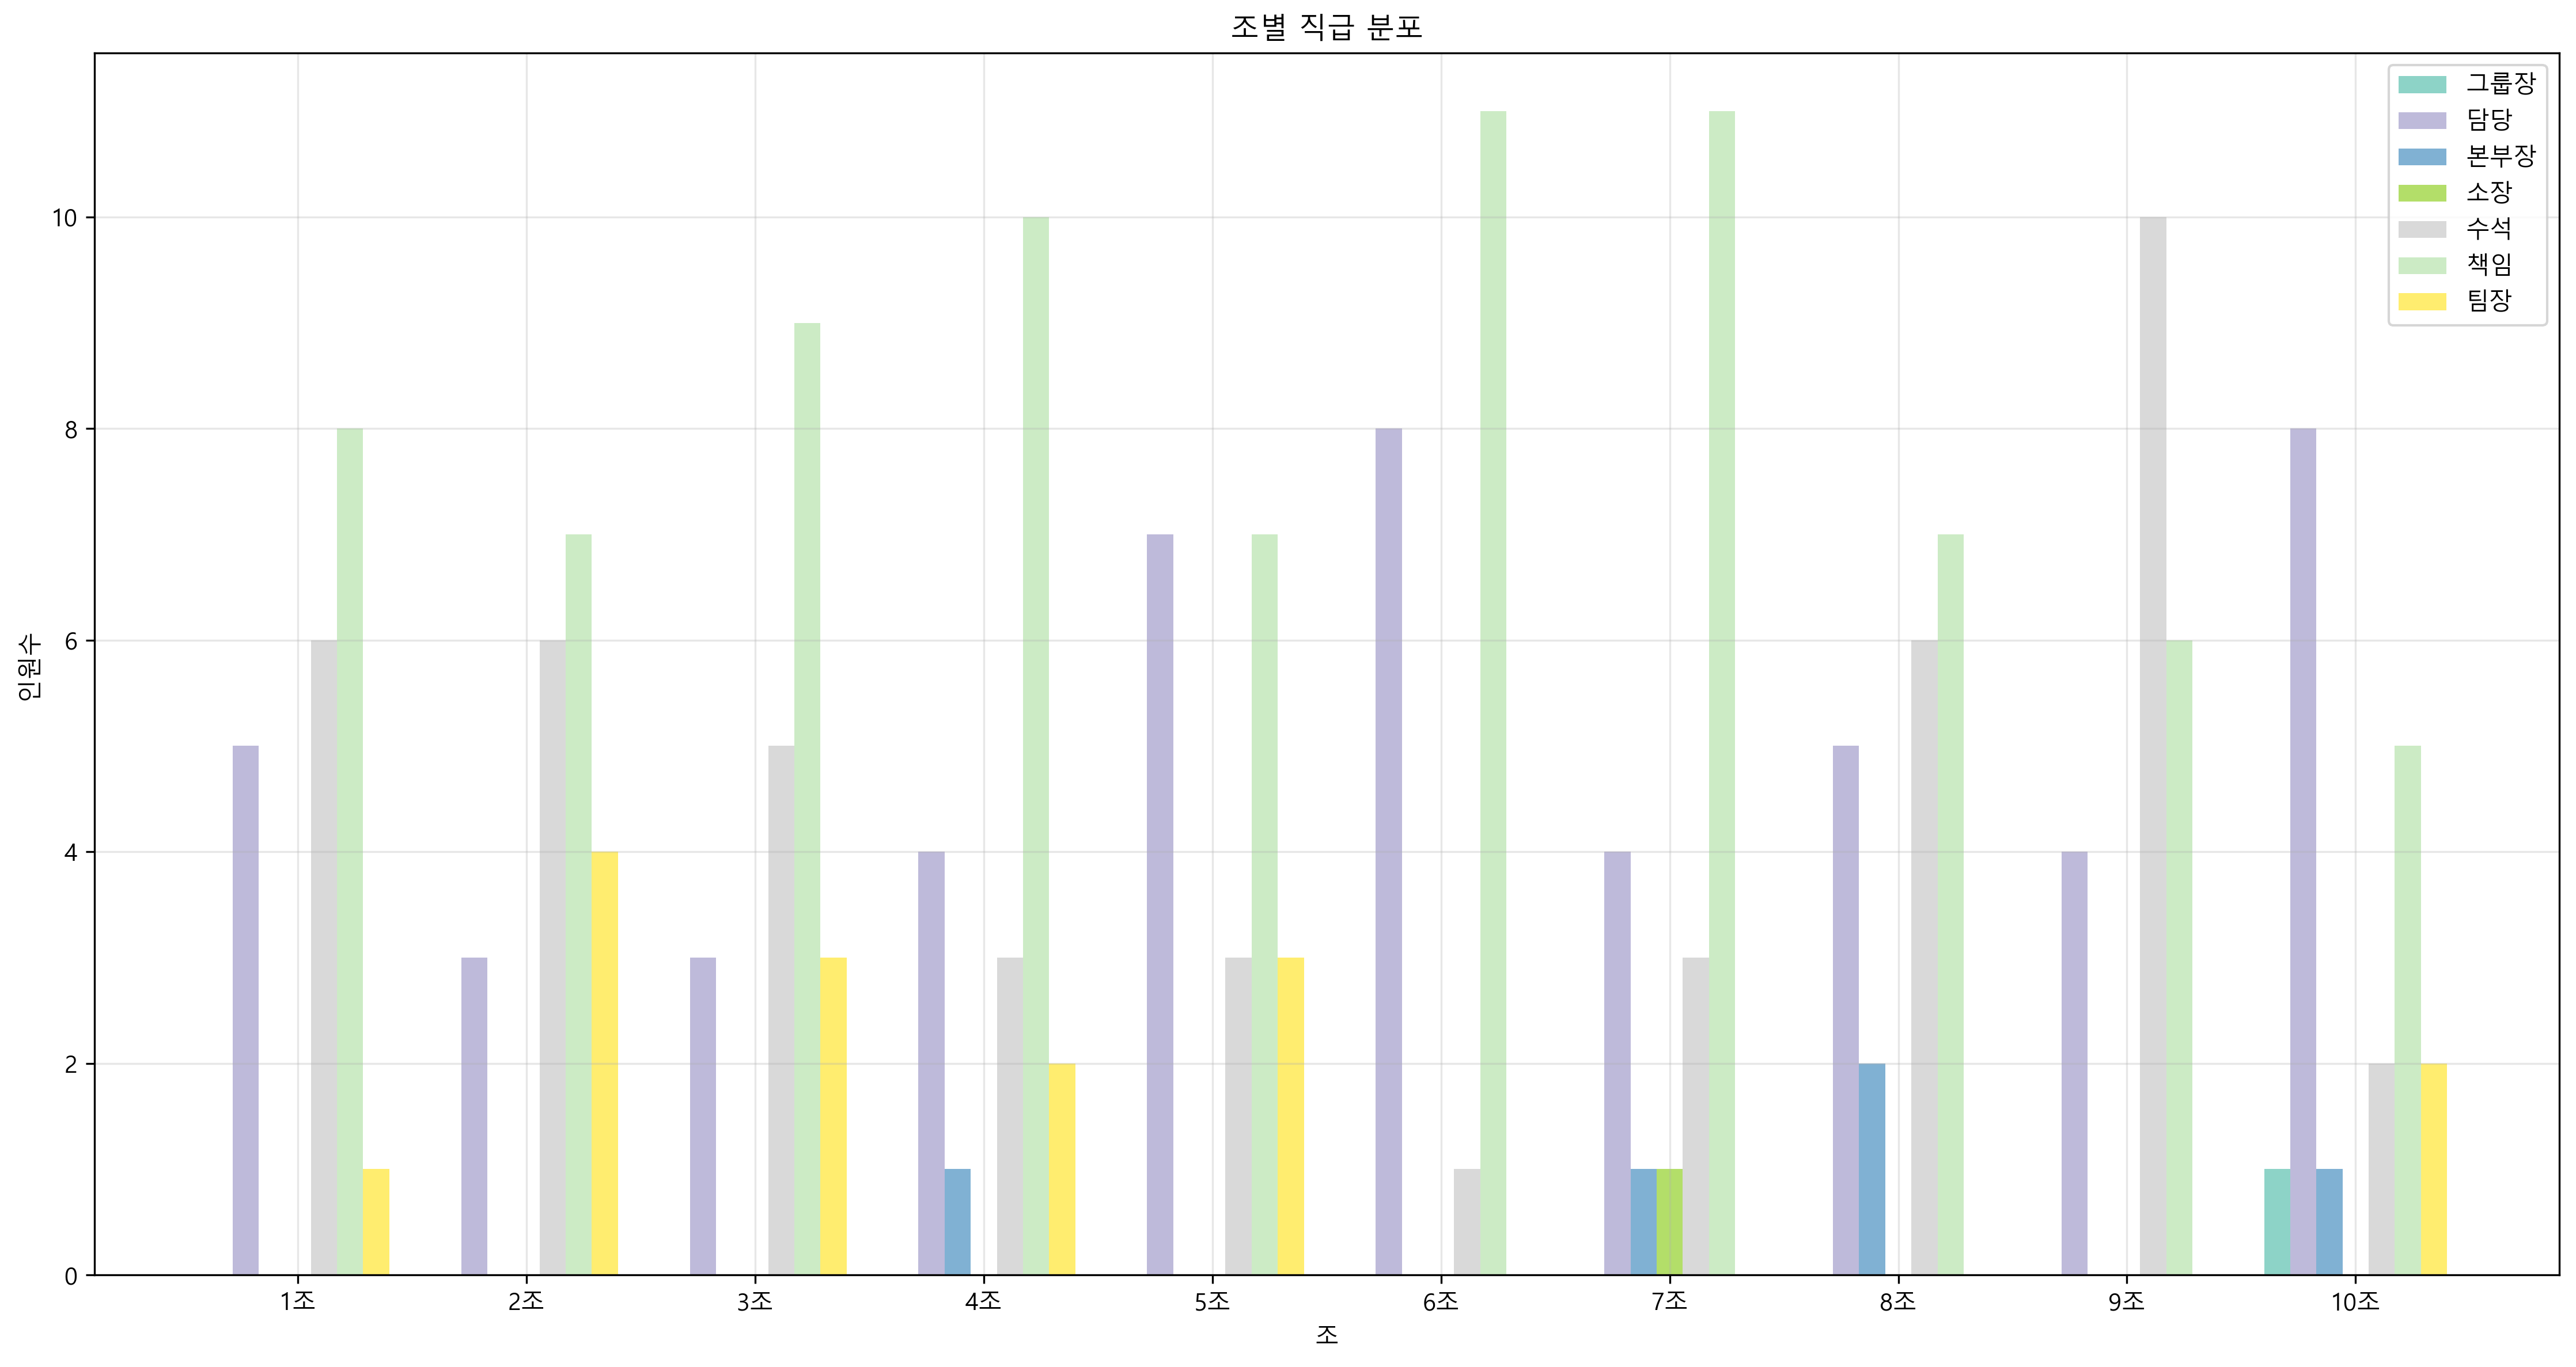 조별 직급 분포
그룹장
담당
본부장
소장
수석
책임
팀장
인원수
10
8
6
4
2
0
1조 2조 3조 4조 5조 6조 7조 8조 9조 10조
조